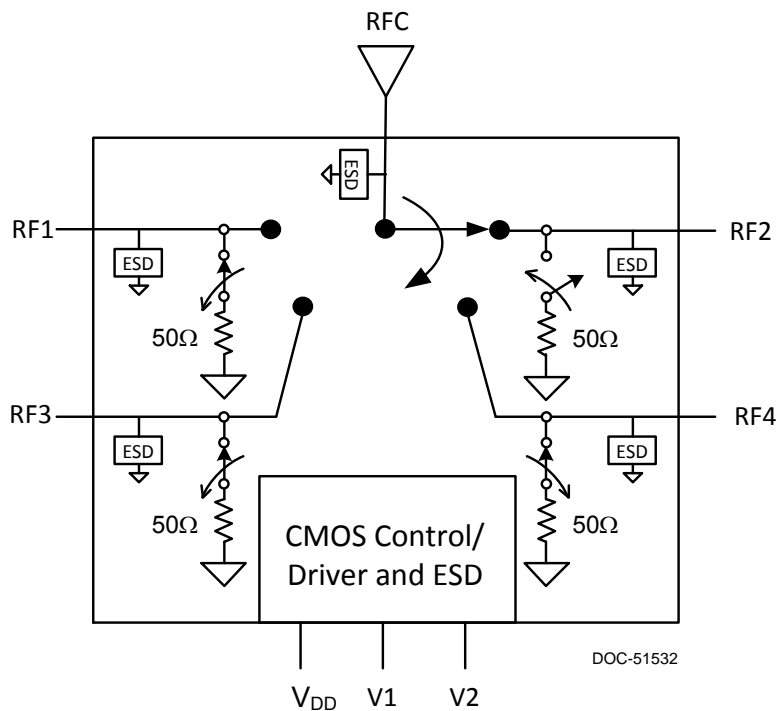 RFC
ESD
RF1
RF2
ESD
ESD
50Ω
50Ω
RF3
RF4
ESD
ESD
50Ω
50Ω
CMOS Control/
Driver and ESD
DOC-51532
VDD
V1
V2